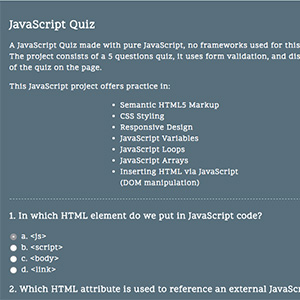 JavaScript Quiz
A JavaScript Quiz made with pure JavaScript, no frameworks used for this
The project consists of a 5 questions quiz, it uses form validation, and dis
of the quiz on the page.
This JavaScript project offers practice in:
Semantic HTML5 Markup
CSS Styling
Responsive Design
JavaScript Variables
JavaScript Loops
JavaScript Arrays
Inserting HTML via JavaScript
(DOM manipulation)
1. In which HTML element do we put in JavaScript code?
a. <js>
b. <script>
c. <body>
d. <link>
2. Which HTML attribute is used to reference an external JavaScr